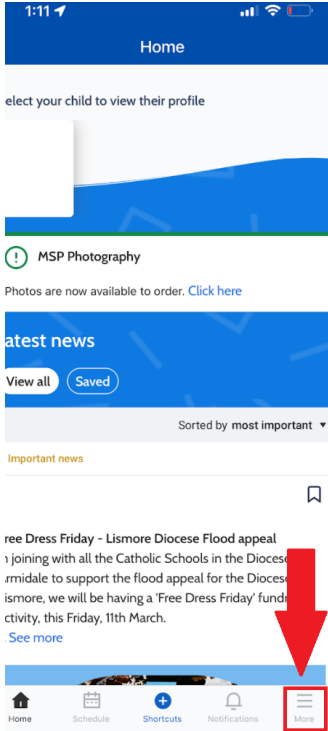 1:11
Home
elect your child to view their profile
MSP Photography
Photos are now available to order. Click here
atest news
View all Saved
Sorted by most important
Important news
ree Dress Friday - Lismore Diocese Flood appeal
joining with all the Catholic Schools in the Diocese
rmidale to support the flood appeal for the Diocese
ismore, we will be having a 'Free Dress Friday' fund
ctivity, this Friday, 11th March.
See more
Home Schedule Shortcuts Notifications More